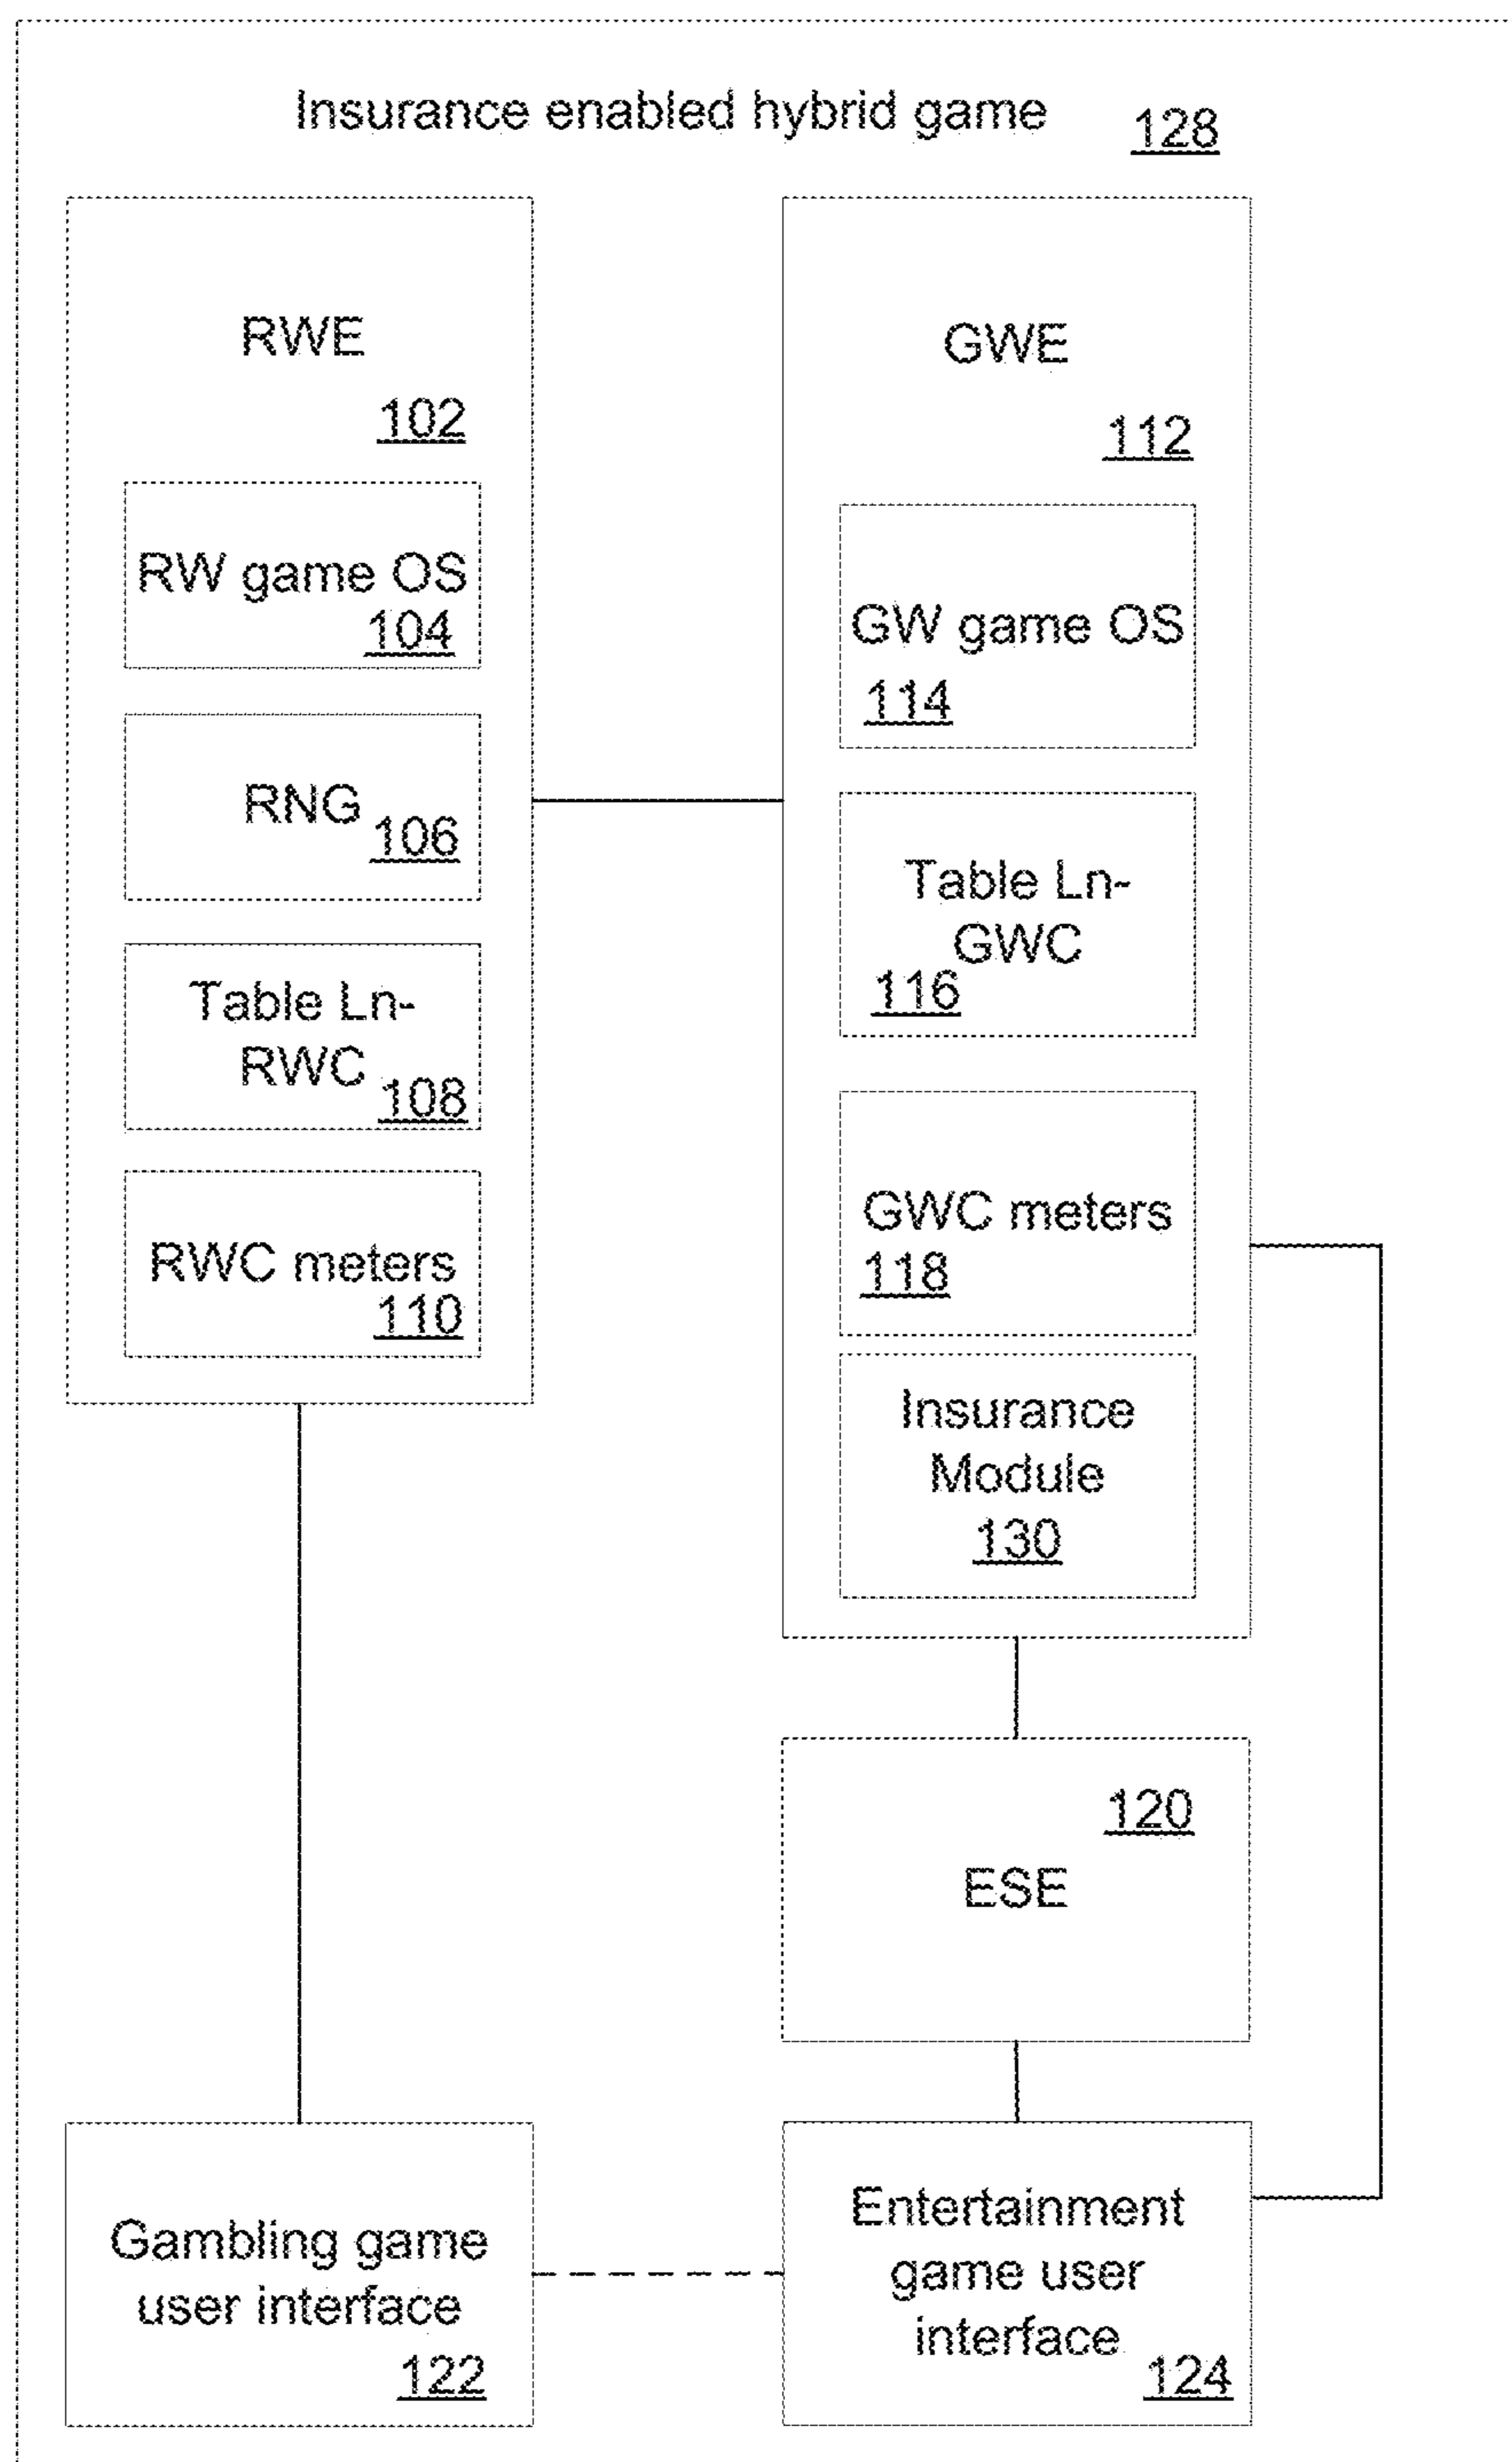 Insurance enabled hybrid game
128
RWE
102
RW game OS
104
RNG
106
Table Ln-
RWC
108
RWC meters
110
GWE
112
GW game OS
114
Table Ln-
GWC
116
GWC meters
118
Insurance
Module
130
120
ESE
Gambling game
user interface
122
Entertainment
game user
interface
124